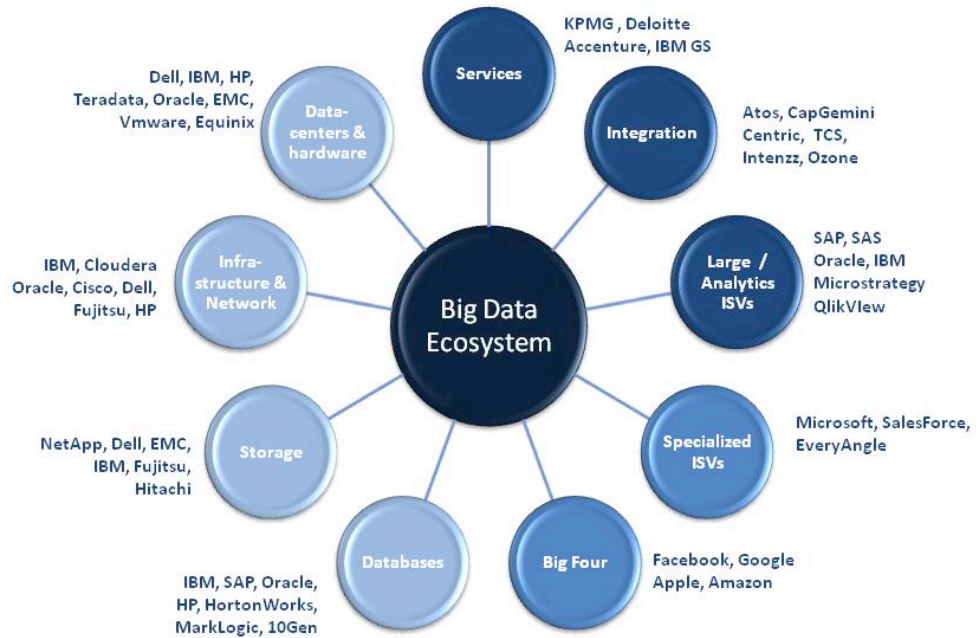 KPMG , Deloitte
Accenture, IBM GS
Services
Dell, IBM, HP,
Teradata, Oracle, EMC,
Vmware, Equinix
Data-
centers &
hardware
Integration
Atos, CapGemini
Centric, TCS,
Intenzz, Ozone
IBM, Cloudera
Oracle, Cisco, Dell,
Fujitsu, HP
Infra-
structure &
Network
Big Data
Ecosystem
Large /
Analytics
ISVs
SAP, SAS
Oracle, IBM
Microstrategy
QlikVIew
NetApp, Dell, EMC,
IBM, Fujitsu,
Hitachi
Storage
Specialized
ISVs
Microsoft, SalesForce,
EveryAngle
IBM, SAP, Oracle,
HP, HortonWorks,
MarkLogic, 10Gen
Databases
Big Four
Facebook, Google
Apple, Amazon